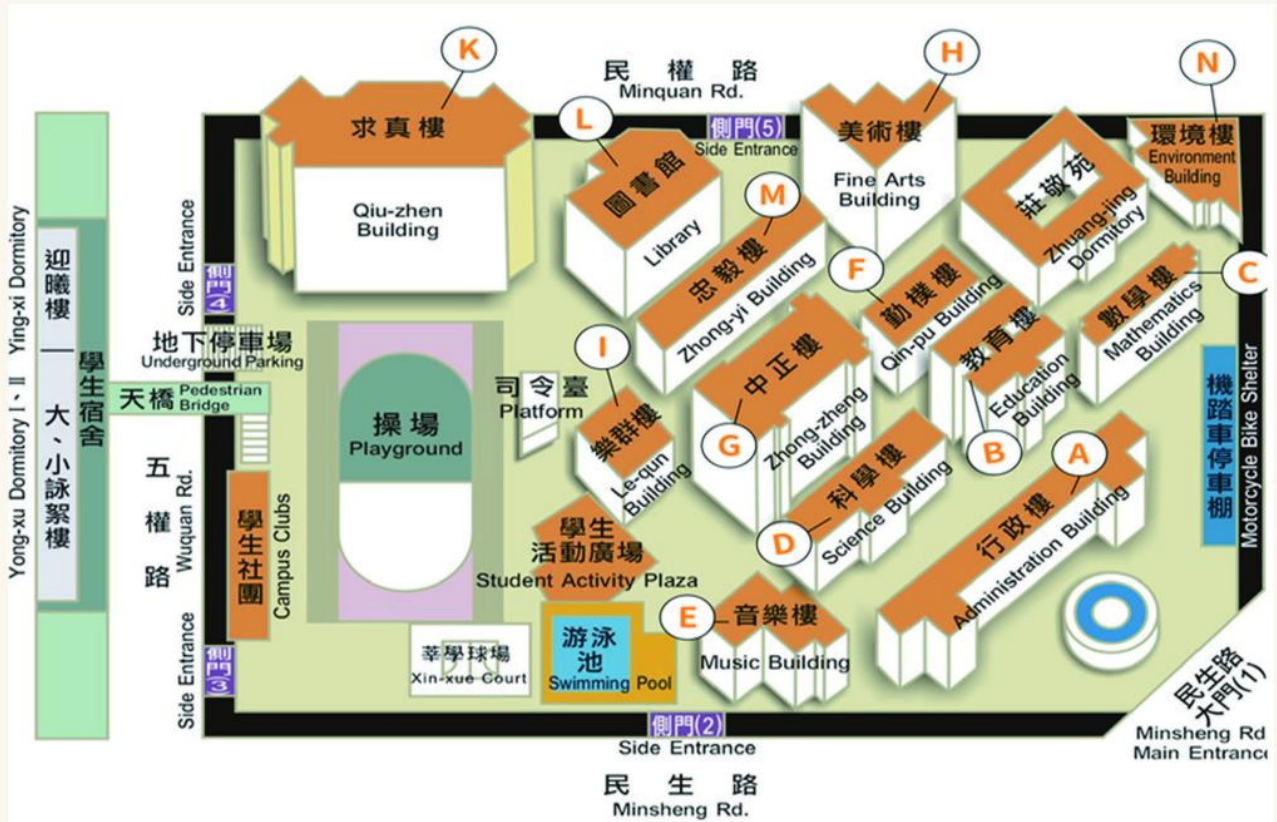 K
民權路
Minquan Rd.
H
N
求真樓
Qiu-zhen
Building
L
圖書館
Library
側門(5)
Side Entrance
美術樓
Fine Arts
Building
莊敬苑
Zhuang-jing
Dormitory
環境樓
Environment
Building
M
忠毅樓
Zhong-yi Building
F
勤樸樓
Qin-pu Building
C
數學樓
Mathematics
Building
Ying-xi Dormitory
迎曦樓
Side Entrance
側門(4)
地下停車場
Underground Parking
天橋
Pedestrian
Bridge
學生宿舍
Yong-xu Dormitory I、II
大、小詠絮樓
五權路
Wuquan Rd.
操場
Playground
司令臺
Platform
I
樂群樓
Le-qun
Building
G
中正樓
Zhong-zheng
Building
教育樓
Education
Building
B
A
行政樓
Administration Building
機踏車停車棚
Motorcycle Bike Shelter
學生社團
Campus Clubs
學生
活動廣場
Student Activity Plaza
D
科學樓
Science Building
E
音樂樓
Music Building
Side Entrance
側門(3)
莘學球場
Xin-xue Court
游泳
池
Swimming Pool
側門(2)
Side Entrance
民生路
Minsheng Rd.
民生路
大門(1)
Minsheng Rd
Main Entrance